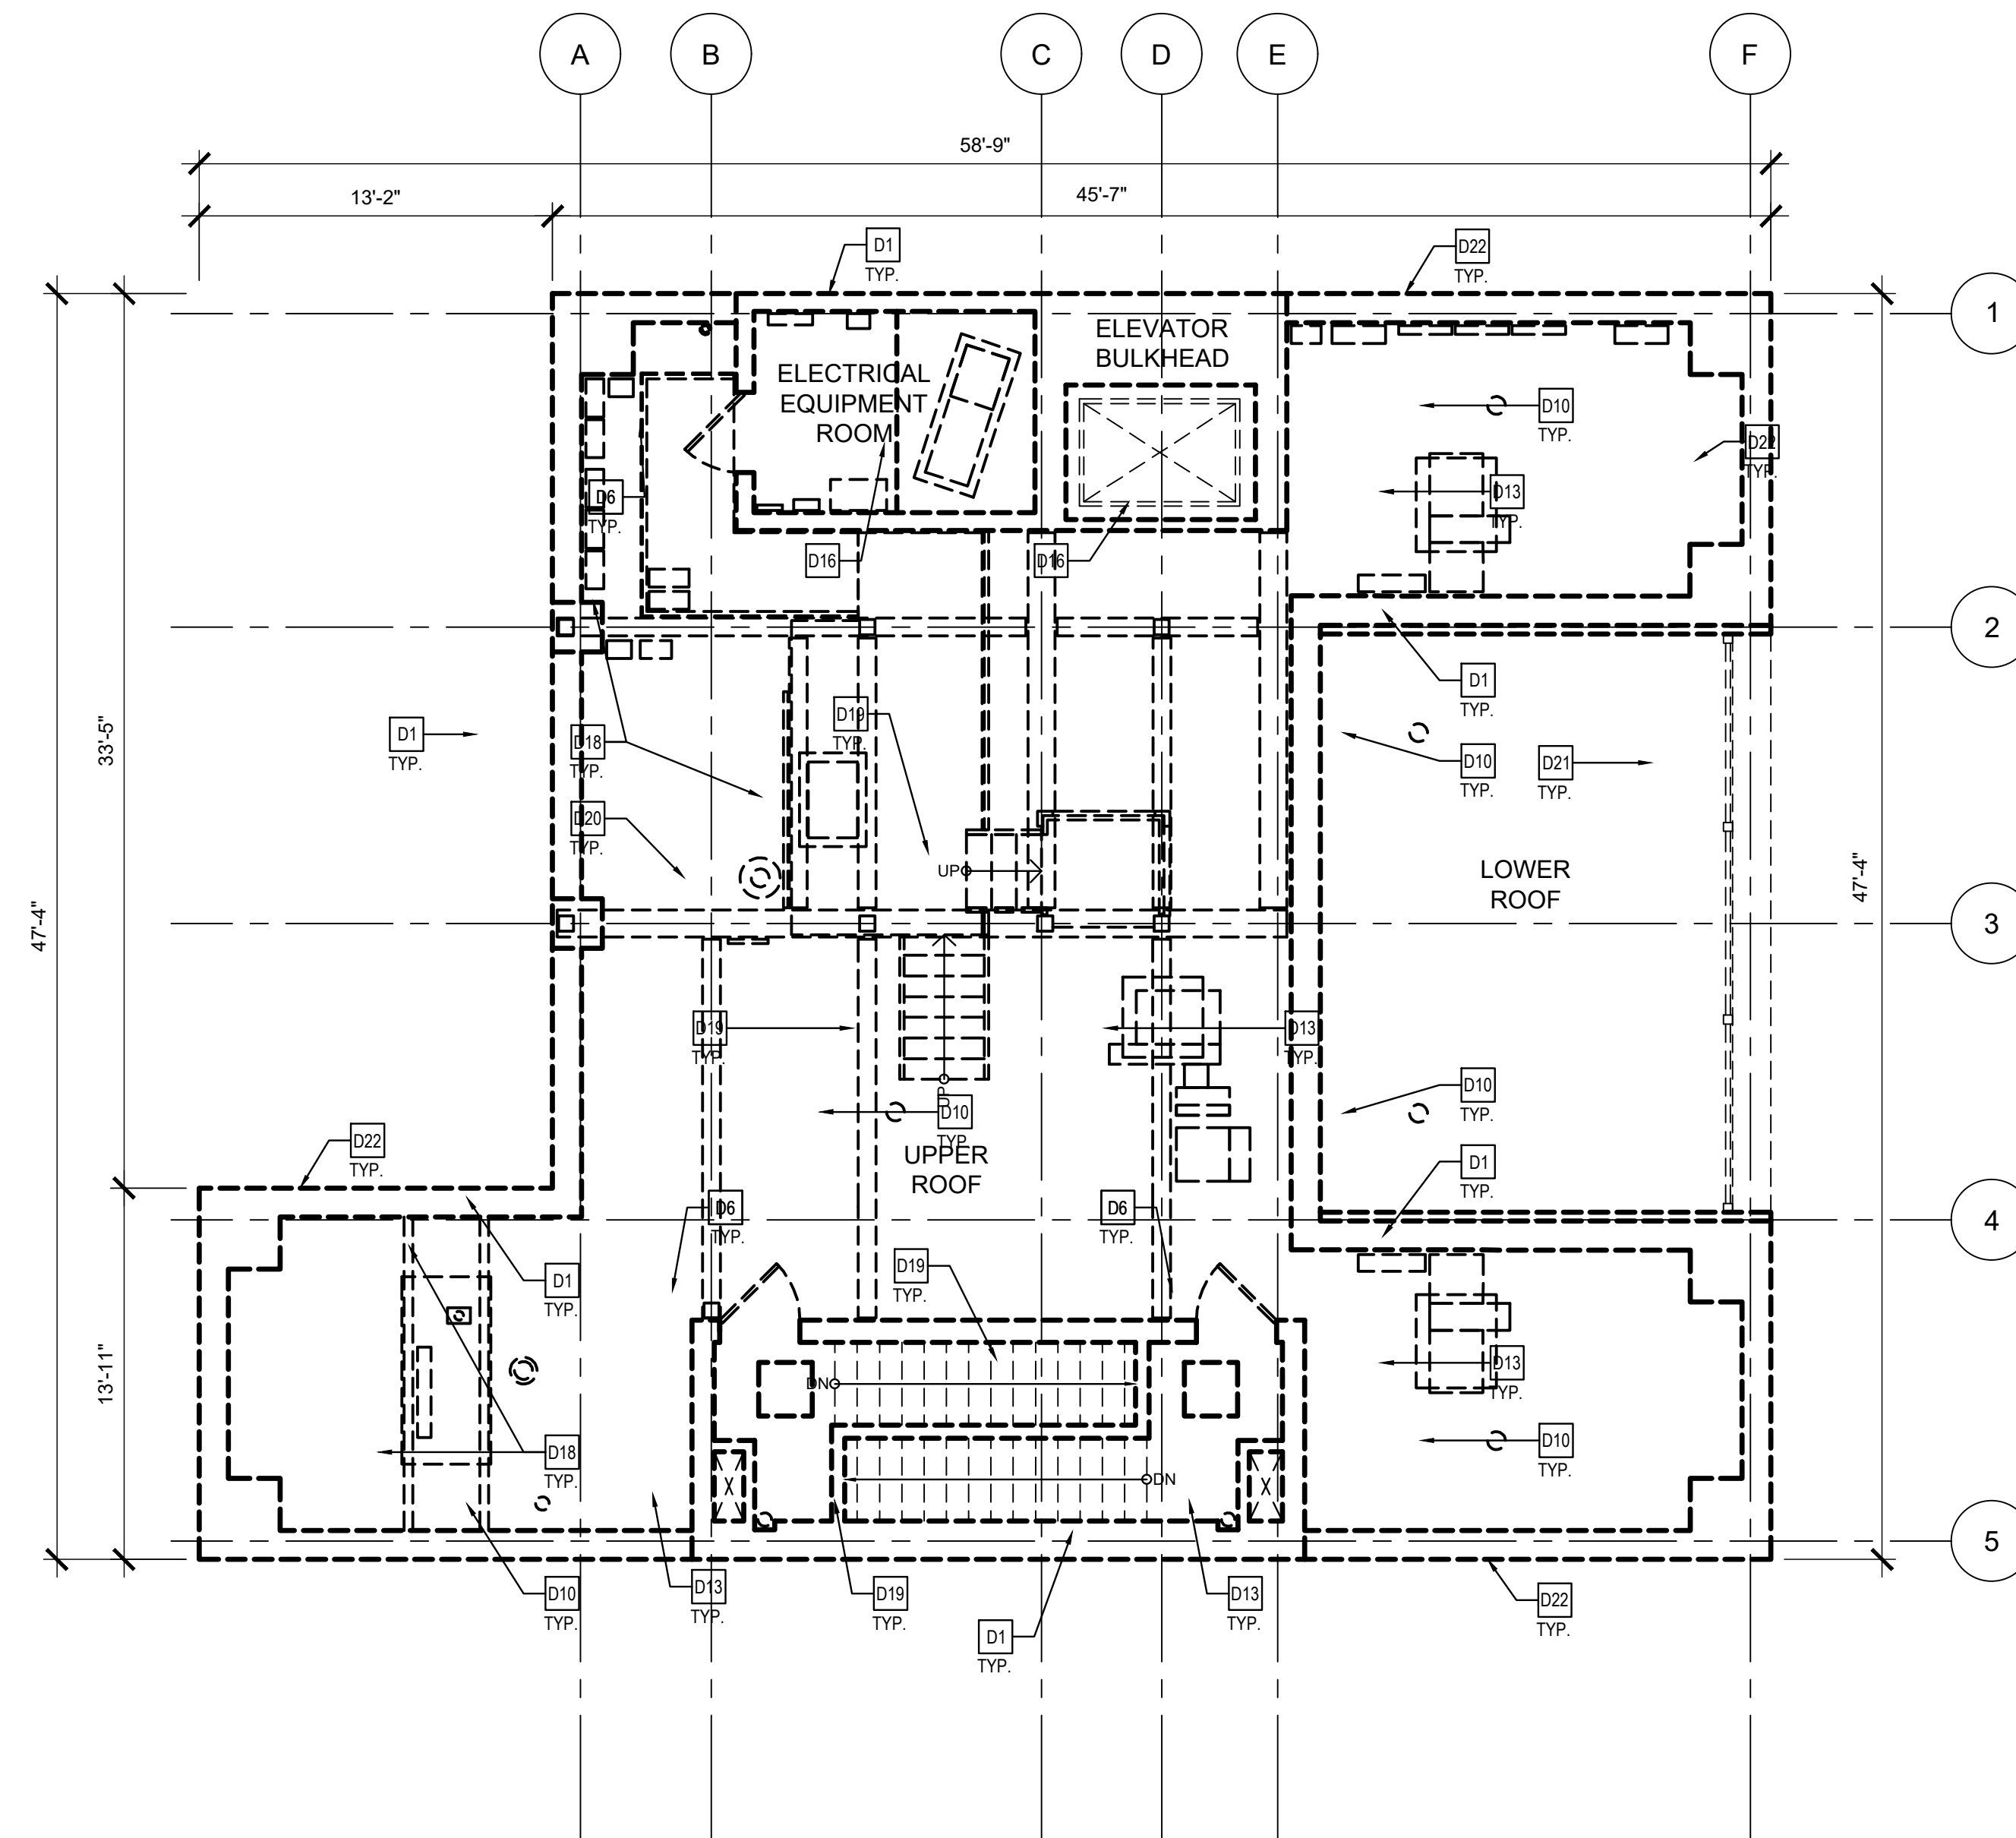 A
B
C
D
E
F
58'-9"
13'-2"
45'-7"
D1
TYP.
D22
TYP.
1
ELEVATOR
BULKHEAD
ELECTRICAL
EQUIPMENT
ROOM
D10
TYP.
D22
TYP.
D6
TYP.
D13
TYP.
D16
D16
2
D1
TYP.
D19
TYP.
D1
TYP.
D18
TYP.
D10
TYP.
D21
TYP.
33'-5"
D20
TYP.
UP
LOWER
ROOF
47'-4"
47'-4"
3
D19
TYP.
D13
TYP.
UP
D10
TYP.
D10
TYP.
D22
TYP.
UPPER
ROOF
D1
TYP.
D6
TYP.
D6
TYP.
4
D19
TYP.
D1
TYP.
13'-11"
DN
D13
TYP.
D18
TYP.
DN
D10
TYP.
5
D10
TYP.
D13
TYP.
D19
TYP.
D13
TYP.
D22
TYP.
D1
TYP.